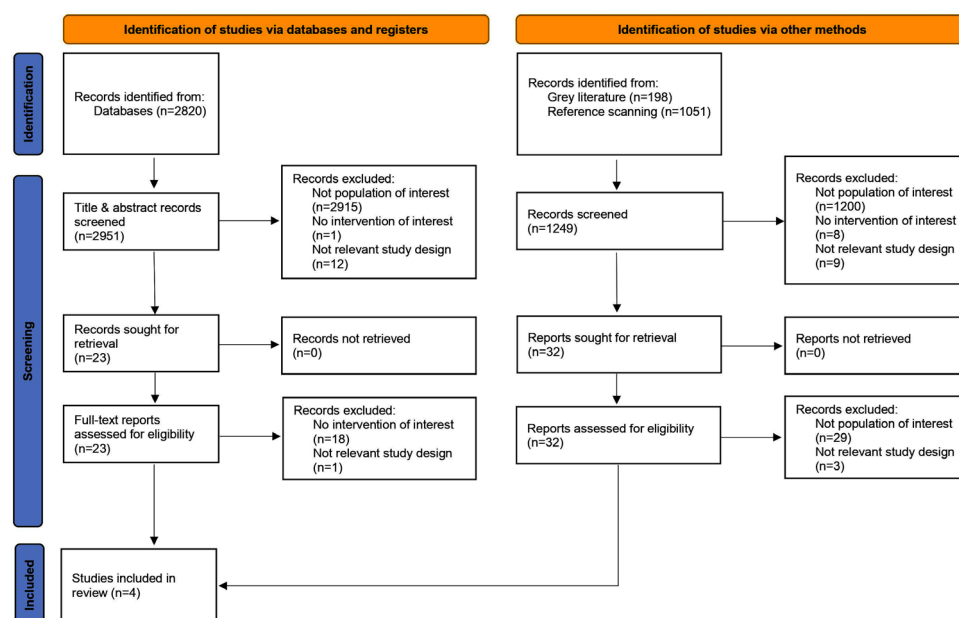 Identification of studies via databases and registers
Identification of studies via other methods
Identification
Records identified from:
Databases (n=2820)
Records identified from:
Grey literature (n=198)
Reference scanning (n=1051)
Screening
Title & abstract records
screened
(n=2951)
Records excluded:
Not population of interest
(n=2915)
No intervention of interest
(n=1)
Not relevant study design
(n=12)
Records screened
(n=1249)
Records excluded:
Not population of interest
(n=1200)
No intervention of interest
(n=8)
Not relevant study design
(n=9)
Records sought for
retrieval
(n=23)
Records not retrieved
(n=0)
Reports sought for retrieval
(n=32)
Reports not retrieved
(n=0)
Full-text reports
assessed for eligibility
(n=23)
Records excluded:
No intervention of interest
(n=18)
Not relevant study design
(n=1)
Reports assessed for eligibility
(n=32)
Records excluded:
Not population of interest
(n=29)
Not relevant study design
(n=3)
Included
Studies included in
review (n=4)